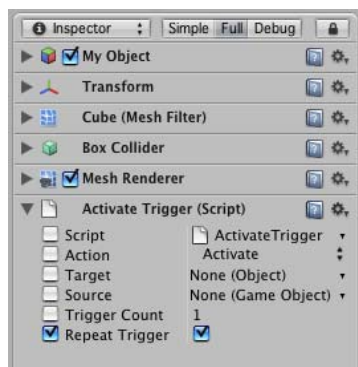 Inspector Simple Full Debug
My Object
Transform
Cube (Mesh Filter)
Box Collider
Mesh Renderer
Activate Trigger (Script)
Script ActivateTrigger
Action Activate
Target None (Object)
Source None (Game Object)
Trigger Count 1
Repeat Trigger